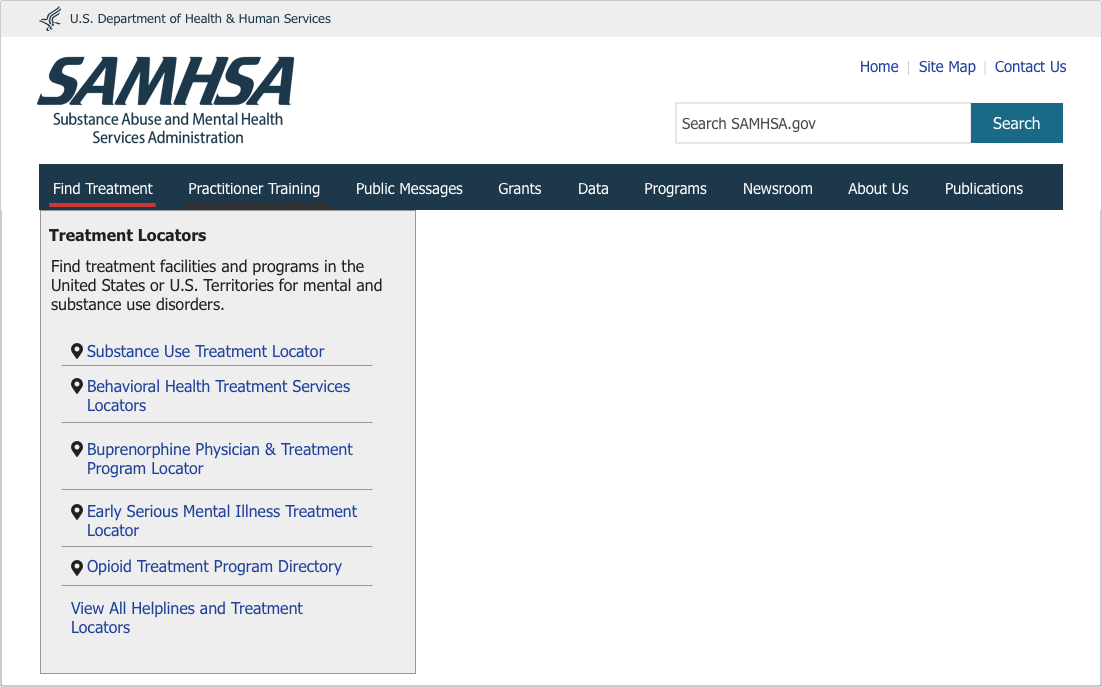 U.S. Department of Health & Human Services
SAMHSA
Substance Abuse and Mental Health
Services Administration
Home | Site Map | Contact Us
Search SAMHSA.gov
Search
Find Treatment Practitioner Training Public Messages Grants Data Programs Newsroom About Us Publications
Treatment Locators
Find treatment facilities and programs in the
United States or U.S. Territories for mental and
substance use disorders.
Substance Use Treatment Locator
Behavioral Health Treatment Services
Locators
Buprenorphine Physician & Treatment
Program Locator
Early Serious Mental Illness Treatment
Locator
Opioid Treatment Program Directory
View All Helplines and Treatment
Locators